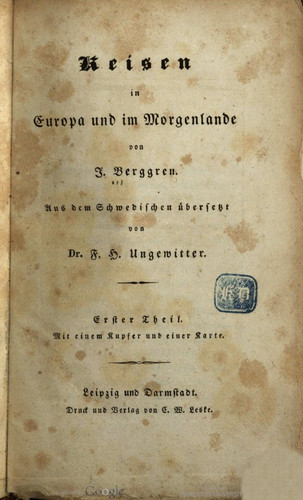 Reisen
in
Europa und im Morgenlande
von
J. Berggren.
Aus dem Schwedischen übersetzt
von
Dr. F. H. Ungewitter.
Erster Theil.
Mit einem Kupfer und einer Karte.
Leipzig und Darmstadt.
Druck und Verlag von C. W. Leske.
Google